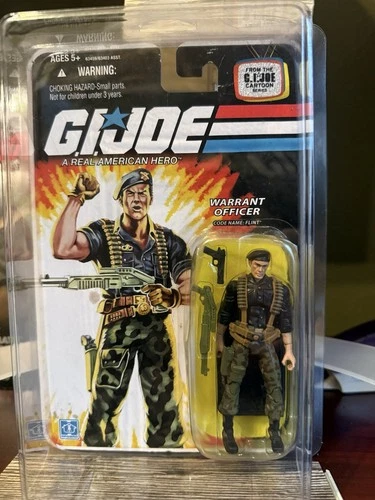 AGES 5+
WARNING:
CHOKING HAZARD-Small parts.
Not for children under 3 years.
FROM THE
G.I.JOE
CARTOON
SERIES
G.I.JOE
A REAL AMERICAN HERO™
WARRANT
OFFICER
CODE NAME: FLINT